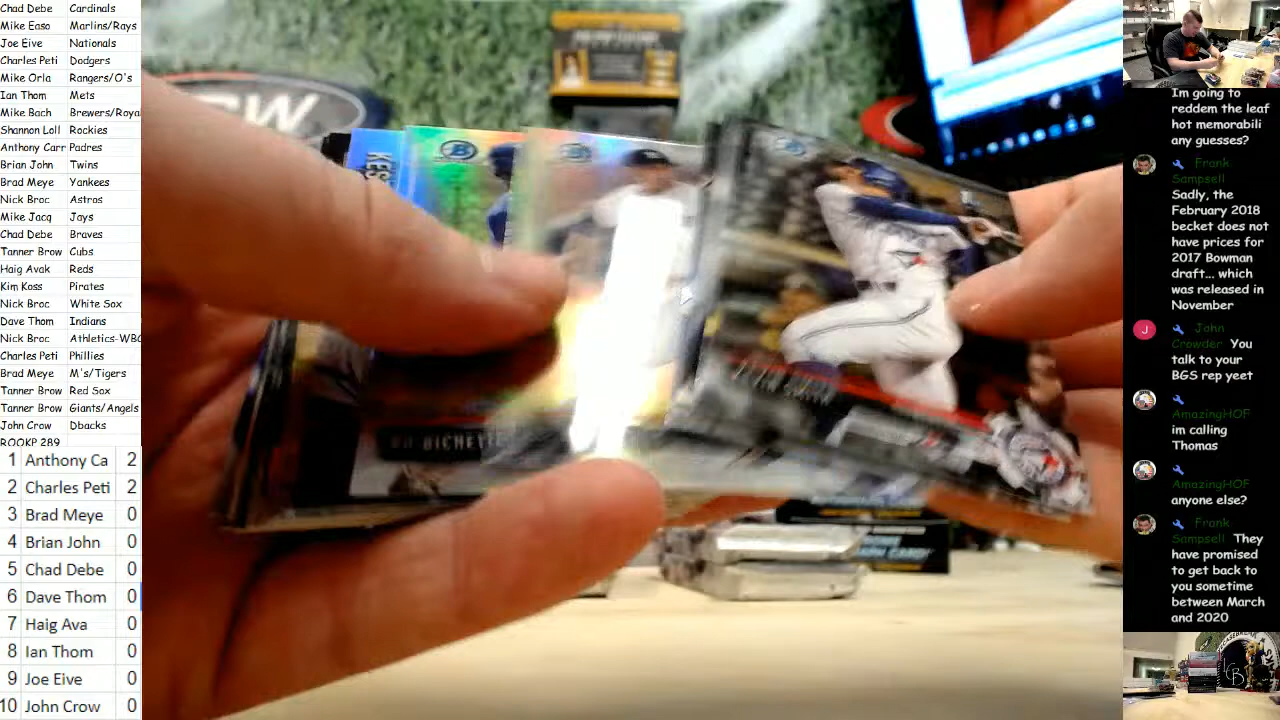 Chad Debe Cardinals
Mike Easo Marlins/Rays
Joe Eive Nationals
Charles Peti Dodgers
Mike Orla Rangers/O's
Ian Thom Mets
Mike Bach Brewers/Roya
Shannon Loll Rockies
Anthony Carr Padres
Brian John Twins
Brad Meye Yankees
Nick Broc Astros
Mike Jacq Jays
Chad Debe Braves
Tanner Brow Cubs
Haig Avak Reds
Kim Koss Pirates
Nick Broc White Sox
Dave Thom Indians
Nick Broc Athletics-WBC
Charles Peti Phillies
Brad Meye M's/Tigers
Tanner Brow Red Sox
Tanner Brow Giants/Angels
John Crow Dbacks
1 Anthony Ca 2
2 Charles Peti 2
3 Brad Meye 0
4 Brian John 0
5 Chad Debe 0
6 Dave Thom 0
7 Haig Ava 0
8 Ian Thom 0
9 Joe Eive 0
10 John Crow 0
KES
B
BO BICHETTE
Im going to
reddem the leaf
hot memorabili
any guesses?
Frank
Sampsell
Sadly, the
February 2018
becket does not
have prices for
2017 Bowman
draft... which
was released in
November
J
John
Crowder You
talk to your
BGS rep yeet
AmazingHOF
im calling
Thomas
AmazingHOF
anyone else?
Frank
Sampsell They
have promised
to get back to
you sometime
between March
and 2020